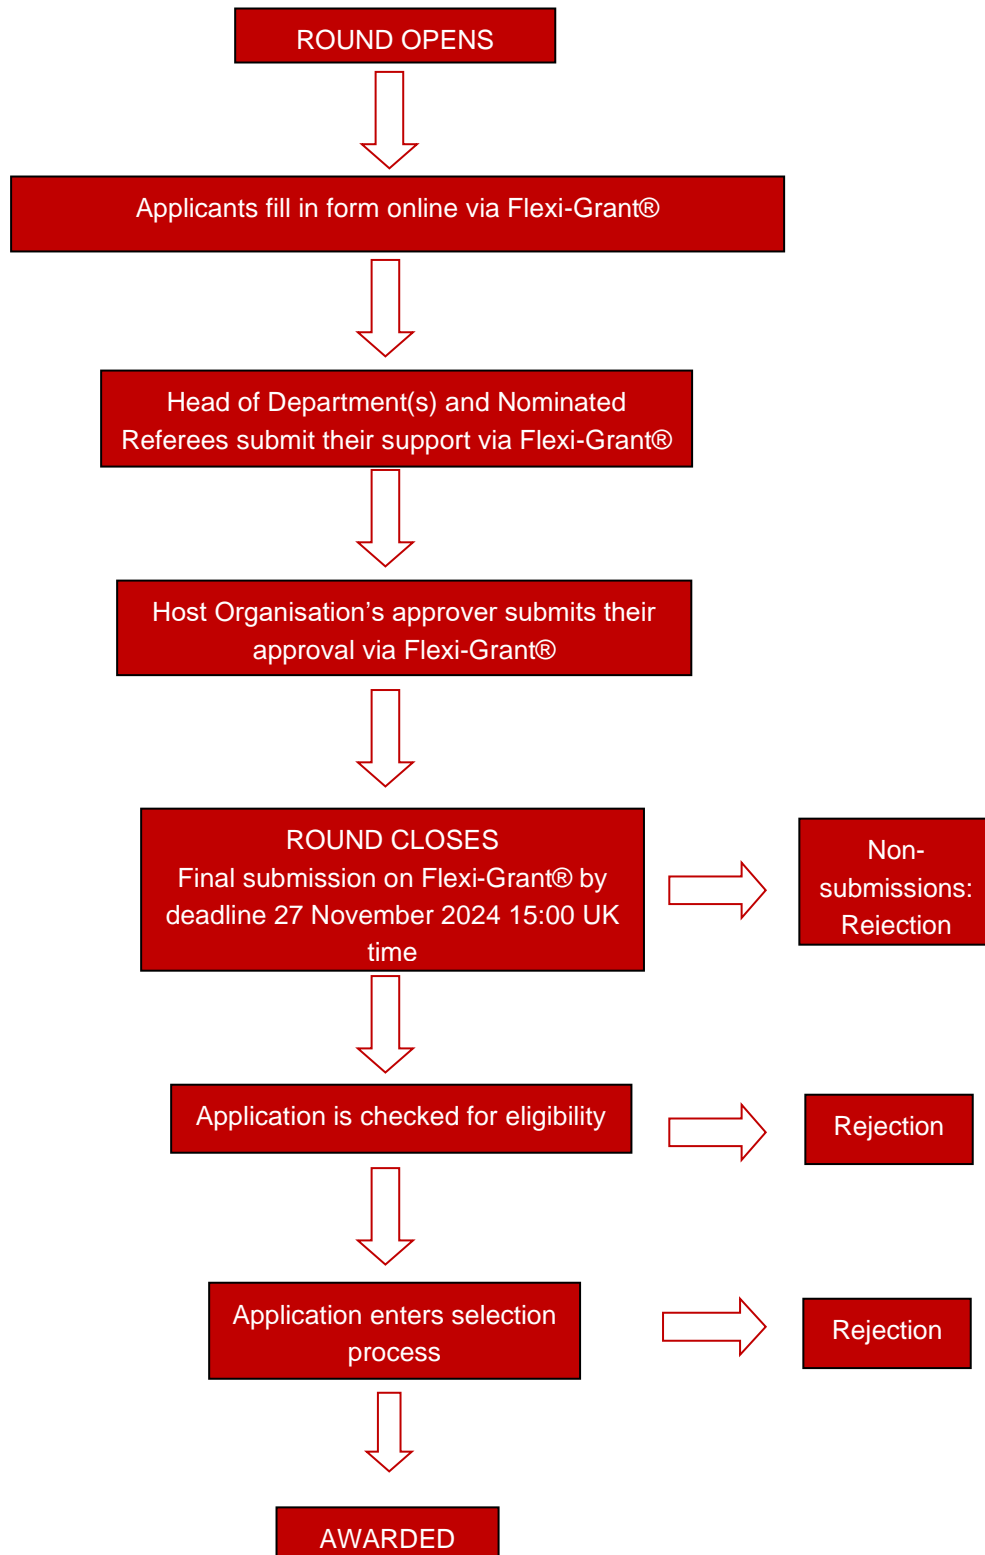 ROUND OPENS
Applicants fill in form online via Flexi-Grant®
Head of Department(s) and Nominated
Referees submit their support via Flexi-Grant®
Host Organisation’s approver submits their
approval via Flexi-Grant®
ROUND CLOSES
Final submission on Flexi-Grant® by
deadline 27 November 2024 15:00 UK
time
Non-
submissions:
Rejection
Application is checked for eligibility
Rejection
Application enters selection
process
Rejection
AWARDED